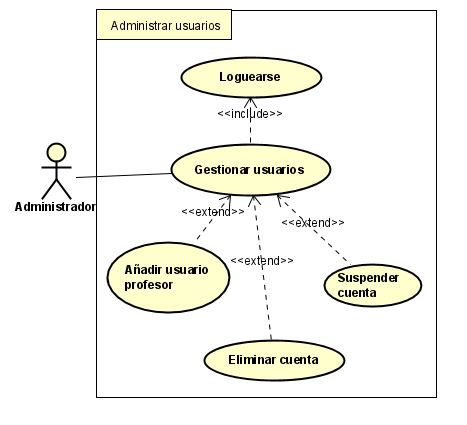 Administrar usuarios
Loguearse
<<include>>
Gestionar usuarios
Administrador
<<extend>>
<<extend>>
<<extend>>
Añadir usuario
profesor
Suspender
cuenta
Eliminar cuenta